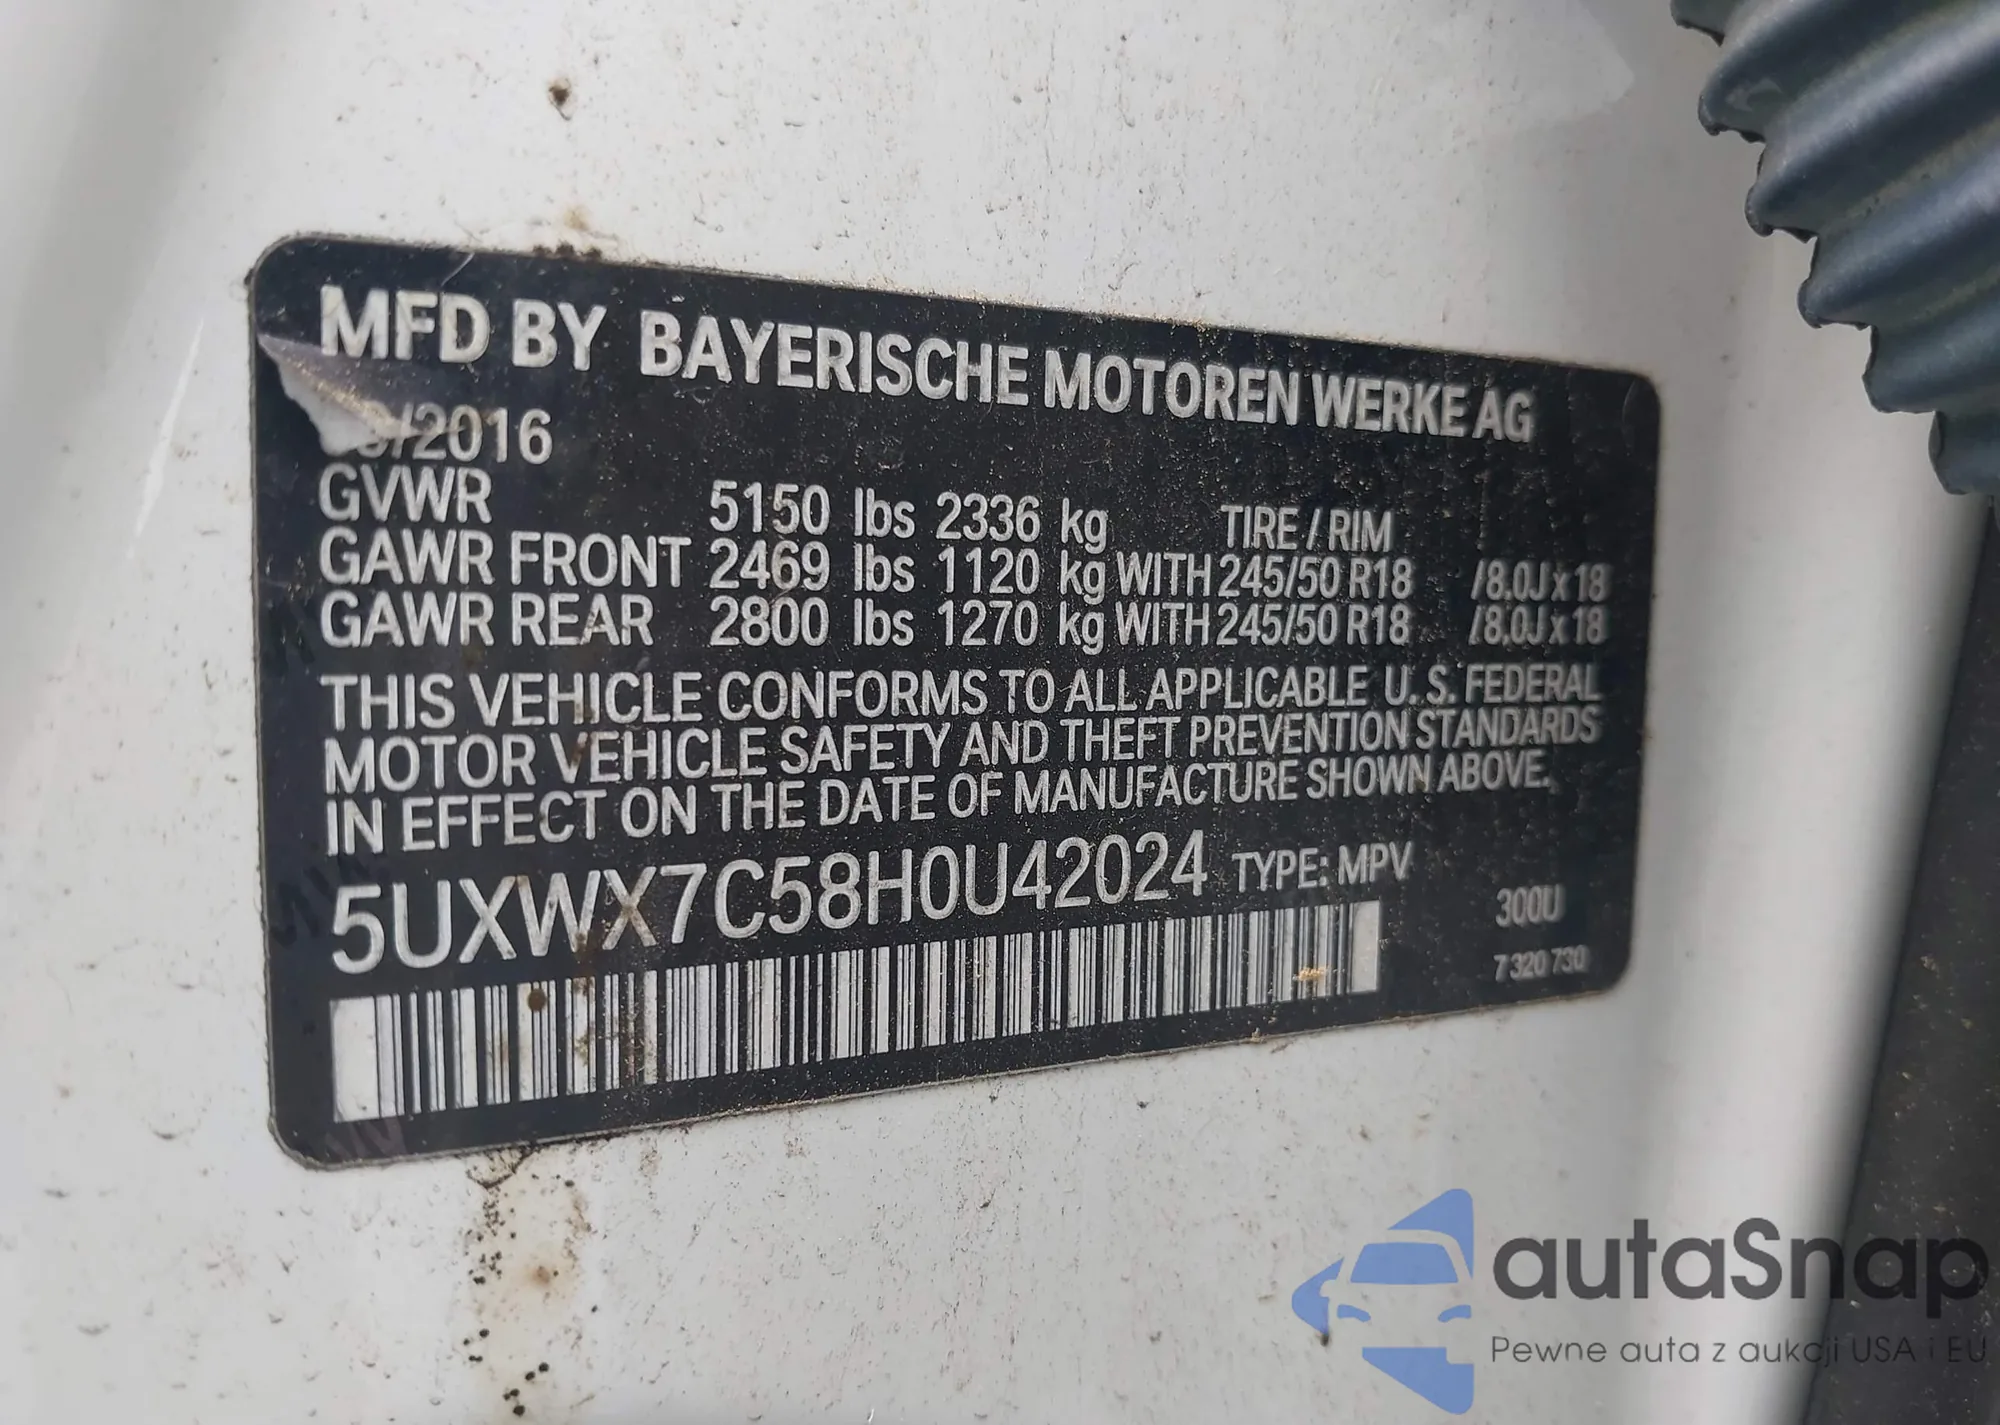 MFD BY BAYERISCHE MOTOREN WERKE AG
/2016
GVWR 5150 lbs 2336 kg TIRE / RIM
GAWR FRONT 2469 lbs 1120 kg WITH 245/50 R18 /8.0J x 18
GAWR REAR 2800 lbs 1270 kg WITH 245/50 R18 /8.0J x 18
THIS VEHICLE CONFORMS TO ALL APPLICABLE U. S. FEDERAL
MOTOR VEHICLE SAFETY AND THEFT PREVENTION STANDARDS
IN EFFECT ON THE DATE OF MANUFACTURE SHOWN ABOVE.
5UXWX7C58H0U42024 TYPE: MPV
300U
7 320 730
autaSnap
Pewne auta z aukcji USA i EU